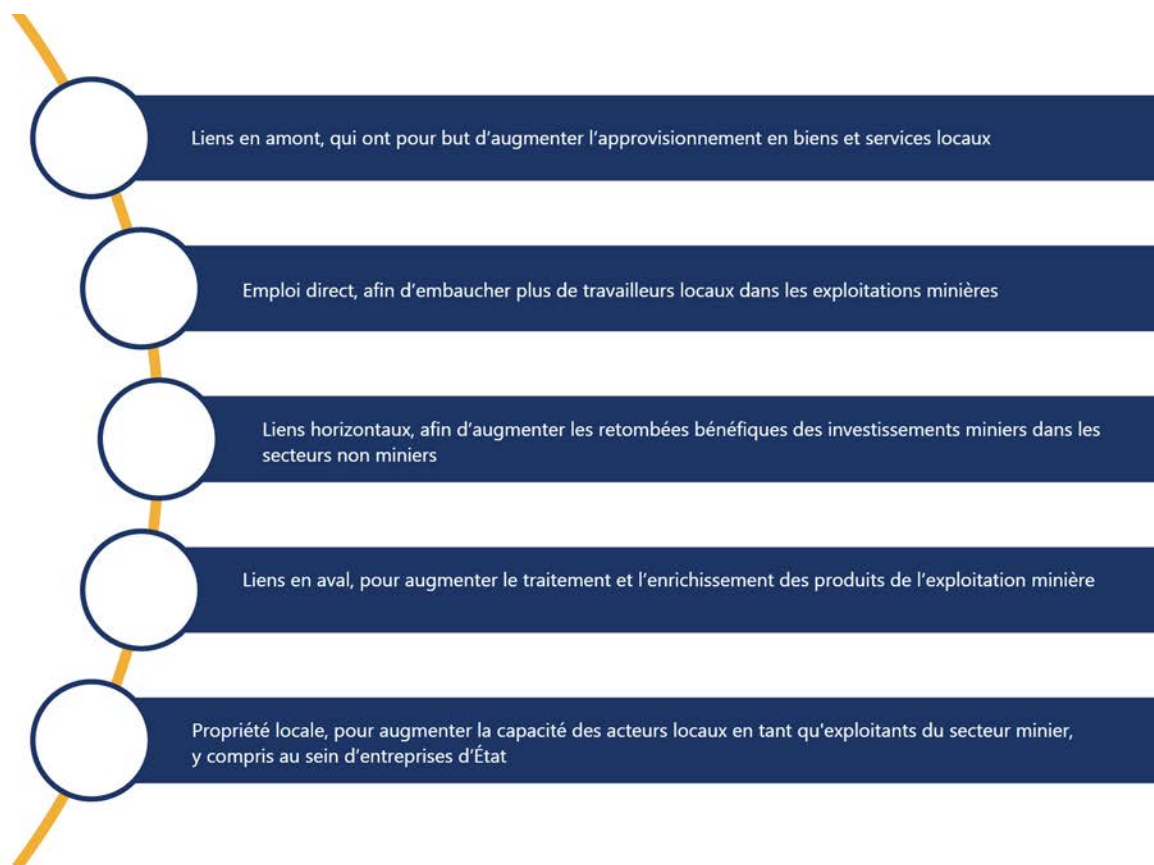 Liens en amont, qui ont pour but d’augmenter l’approvisionnement en biens et services locaux
Emploi direct, afin d’embaucher plus de travailleurs locaux dans les exploitations minières
Liens horizontaux, afin d’augmenter les retombées bénéfiques des investissements miniers dans les
secteurs non miniers
Liens en aval, pour augmenter le traitement et l’enrichissement des produits de l’exploitation minière
Propriété locale, pour augmenter la capacité des acteurs locaux en tant qu'exploitants du secteur minier,
y compris au sein d’entreprises d’État